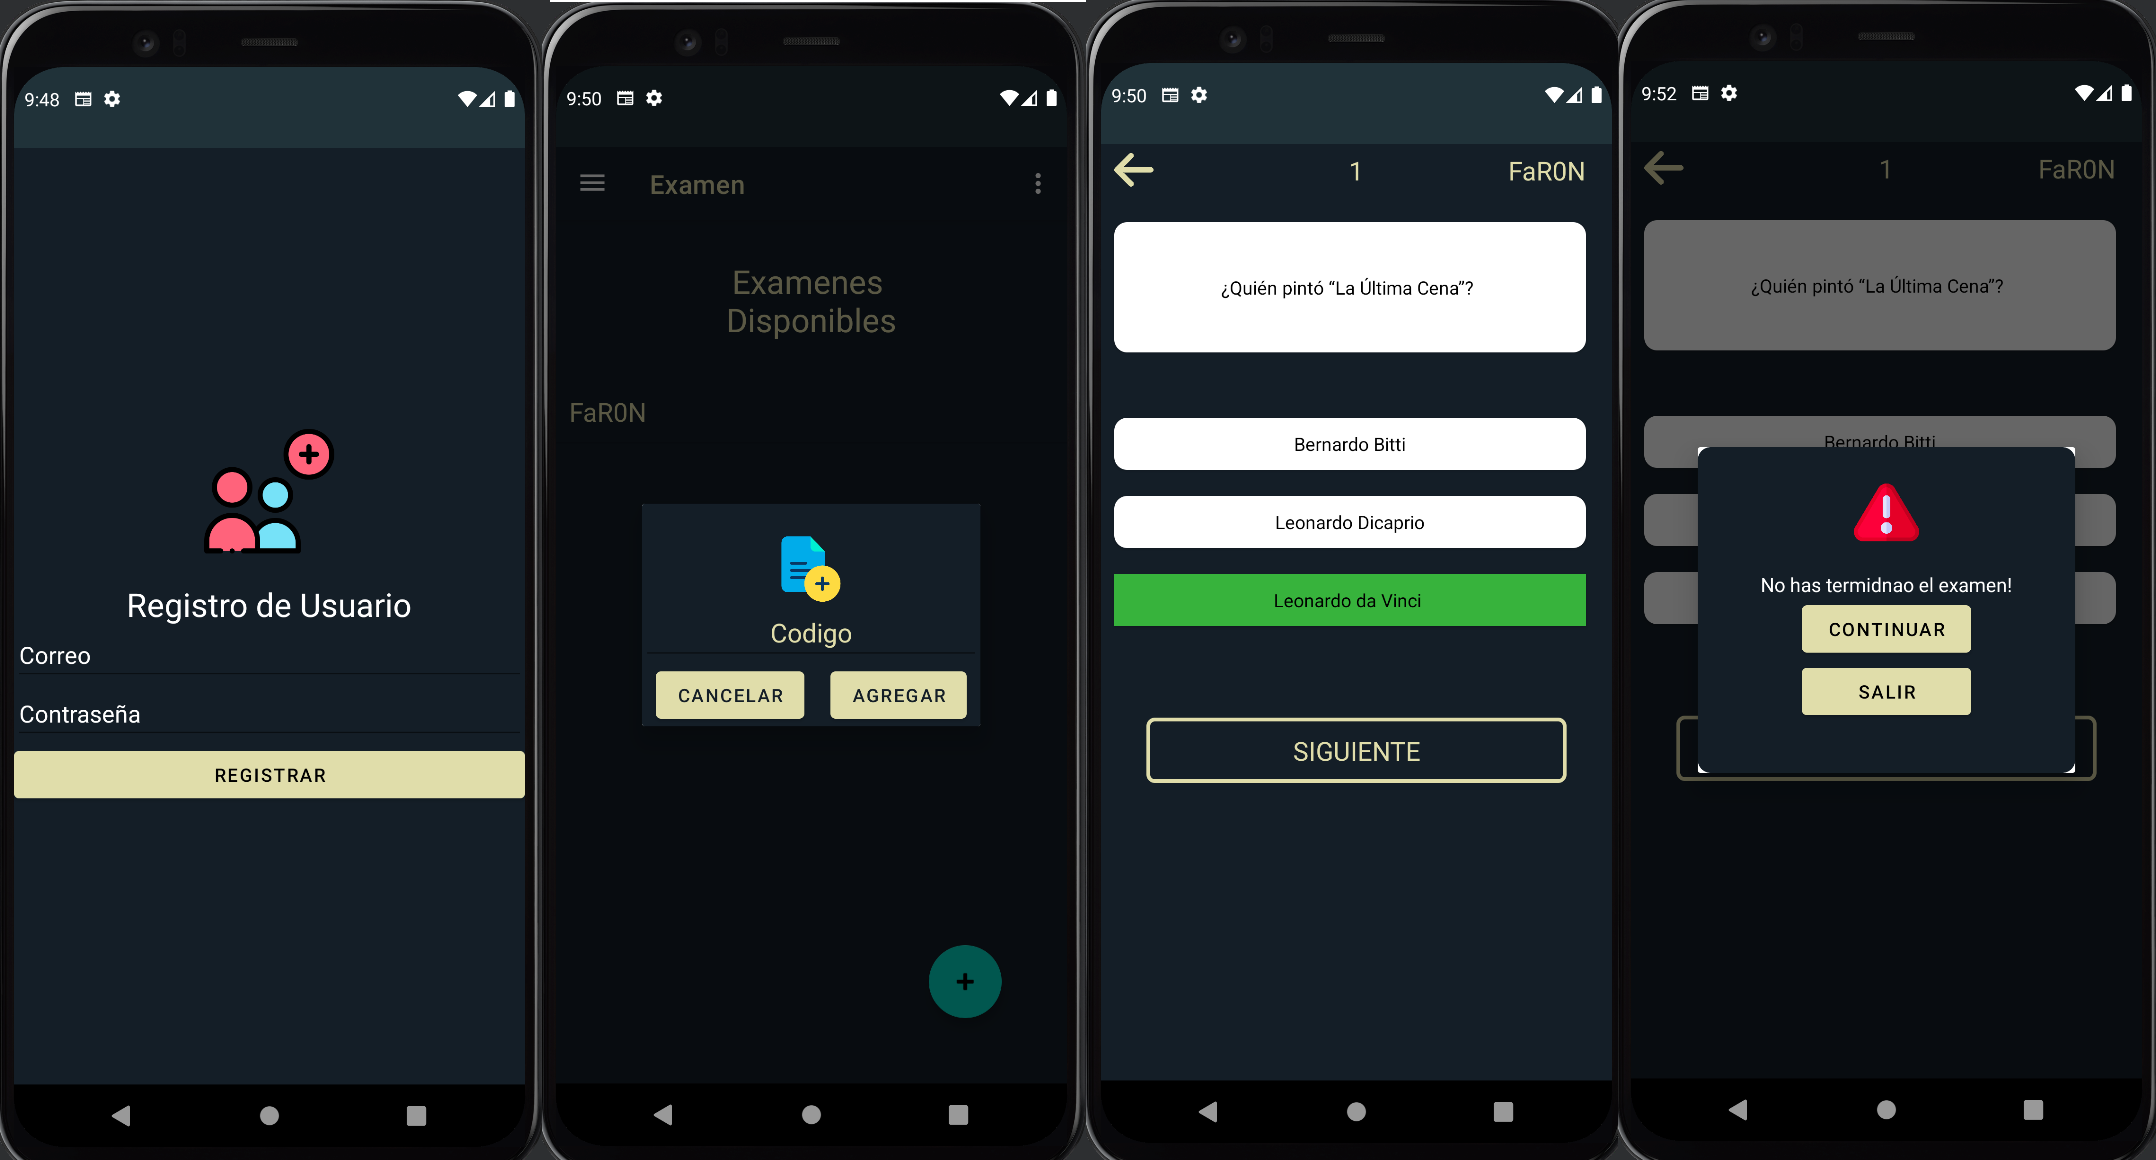 9:48
Registro de Usuario
Correo
Contraseña
REGISTRAR
9:50
Examen
Examenes
Disponibles
FaR0N
Codigo
CANCELAR
AGREGAR
9:50
1
FaR0N
¿Quién pintó “La Última Cena”?
Bernardo Bitti
Leonardo Dicaprio
Leonardo da Vinci
SIGUIENTE
9:52
1
FaR0N
¿Quién pintó “La Última Cena”?
Bernardo Bitti
No has termidnao el examen!
CONTINUAR
SALIR